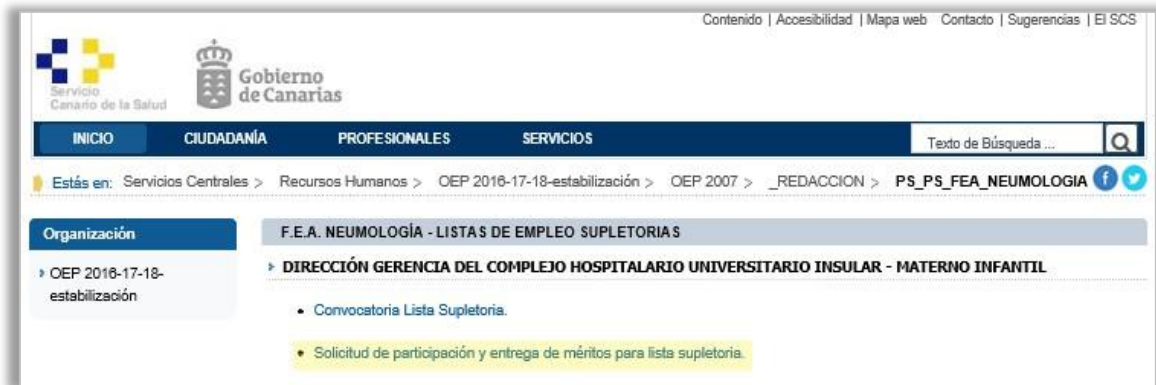 Contenido | Accesibilidad | Mapa web Contacto | Sugerencias | El SCS
Servicio
Canario de la Salud
Gobierno
de Canarias
INICIO CIUDADANÍA PROFESIONALES SERVICIOS Texto de Búsqueda ...
Estás en: Servicios Centrales > Recursos Humanos > OEP 2016-17-18-estabilización > OEP 2007 > _REDACCION > PS_PS_FEA_NEUMOLOGIA
Organización
OEP 2016-17-18-
estabilización
F.E.A. NEUMOLOGÍA - LISTAS DE EMPLEO SUPLETORIAS
DIRECCIÓN GERENCIA DEL COMPLEJO HOSPITALARIO UNIVERSITARIO INSULAR - MATERNO INFANTIL
• Convocatoria Lista Supletoria.
• Solicitud de participación y entrega de méritos para lista supletoria.